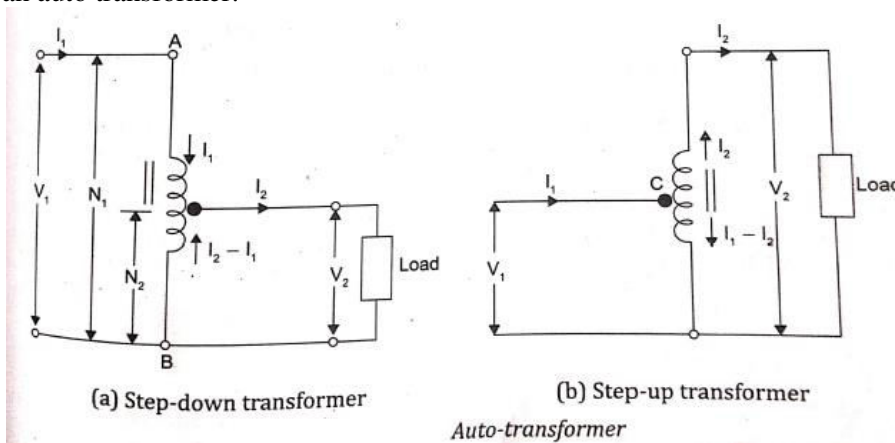 an auto-transformer.
I₁
A
I₁
V₁
N₁
I₂
N₂
I₂ – I₁
V₂
Load
B
(a) Step-down transformer
I₂
I₂
I₁
C
V₂
Load
I₁ – I₂
V₁
(b) Step-up transformer
Auto-transformer